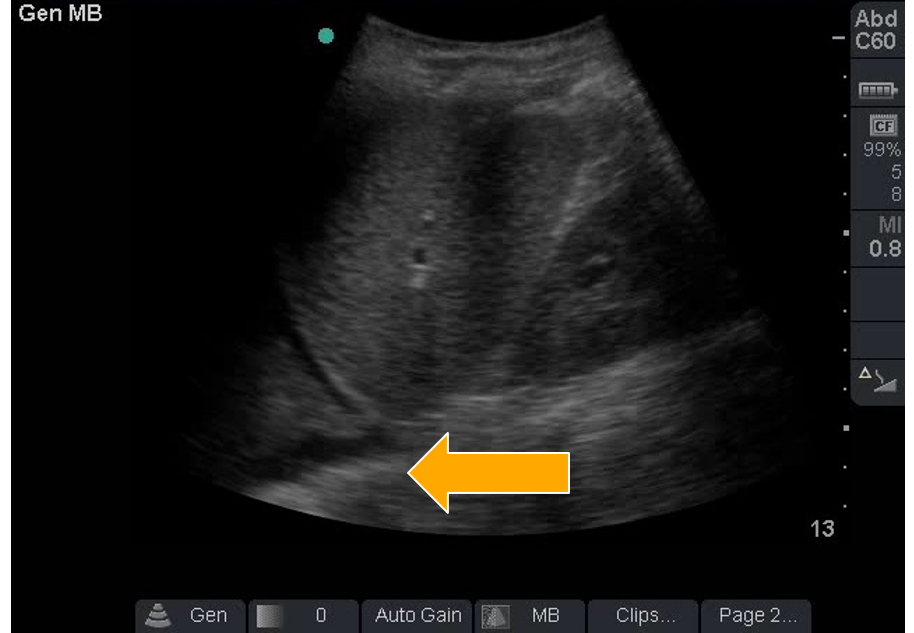 Gen MB
Abd
C60
CF
99%
5
8
MI
0.8
13
Gen
0
Auto Gain
MB
Clips...
Page 2...